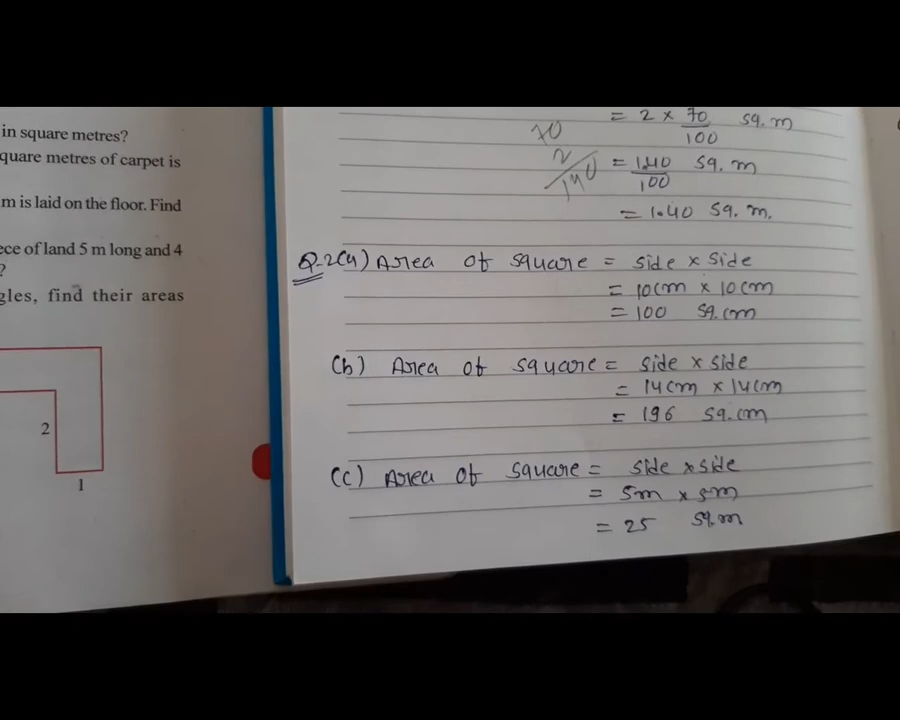 in square metres?
quare metres of carpet is
m is laid on the floor. Find
ece of land 5 m long and 4
?
gles, find their areas
2
1
= 2 × 70/100 sq. m
70
2
140
= 140/100 sq. m
= 1.40 sq. m.
Q-2(a) Area of square = side × side
= 10cm × 10cm
= 100 sq.cm
(b) Area of square = side × side
= 14cm × 14cm
= 196 sq.cm
(c) Area of square = side × side
= 5m × 5m
= 25 sq.m